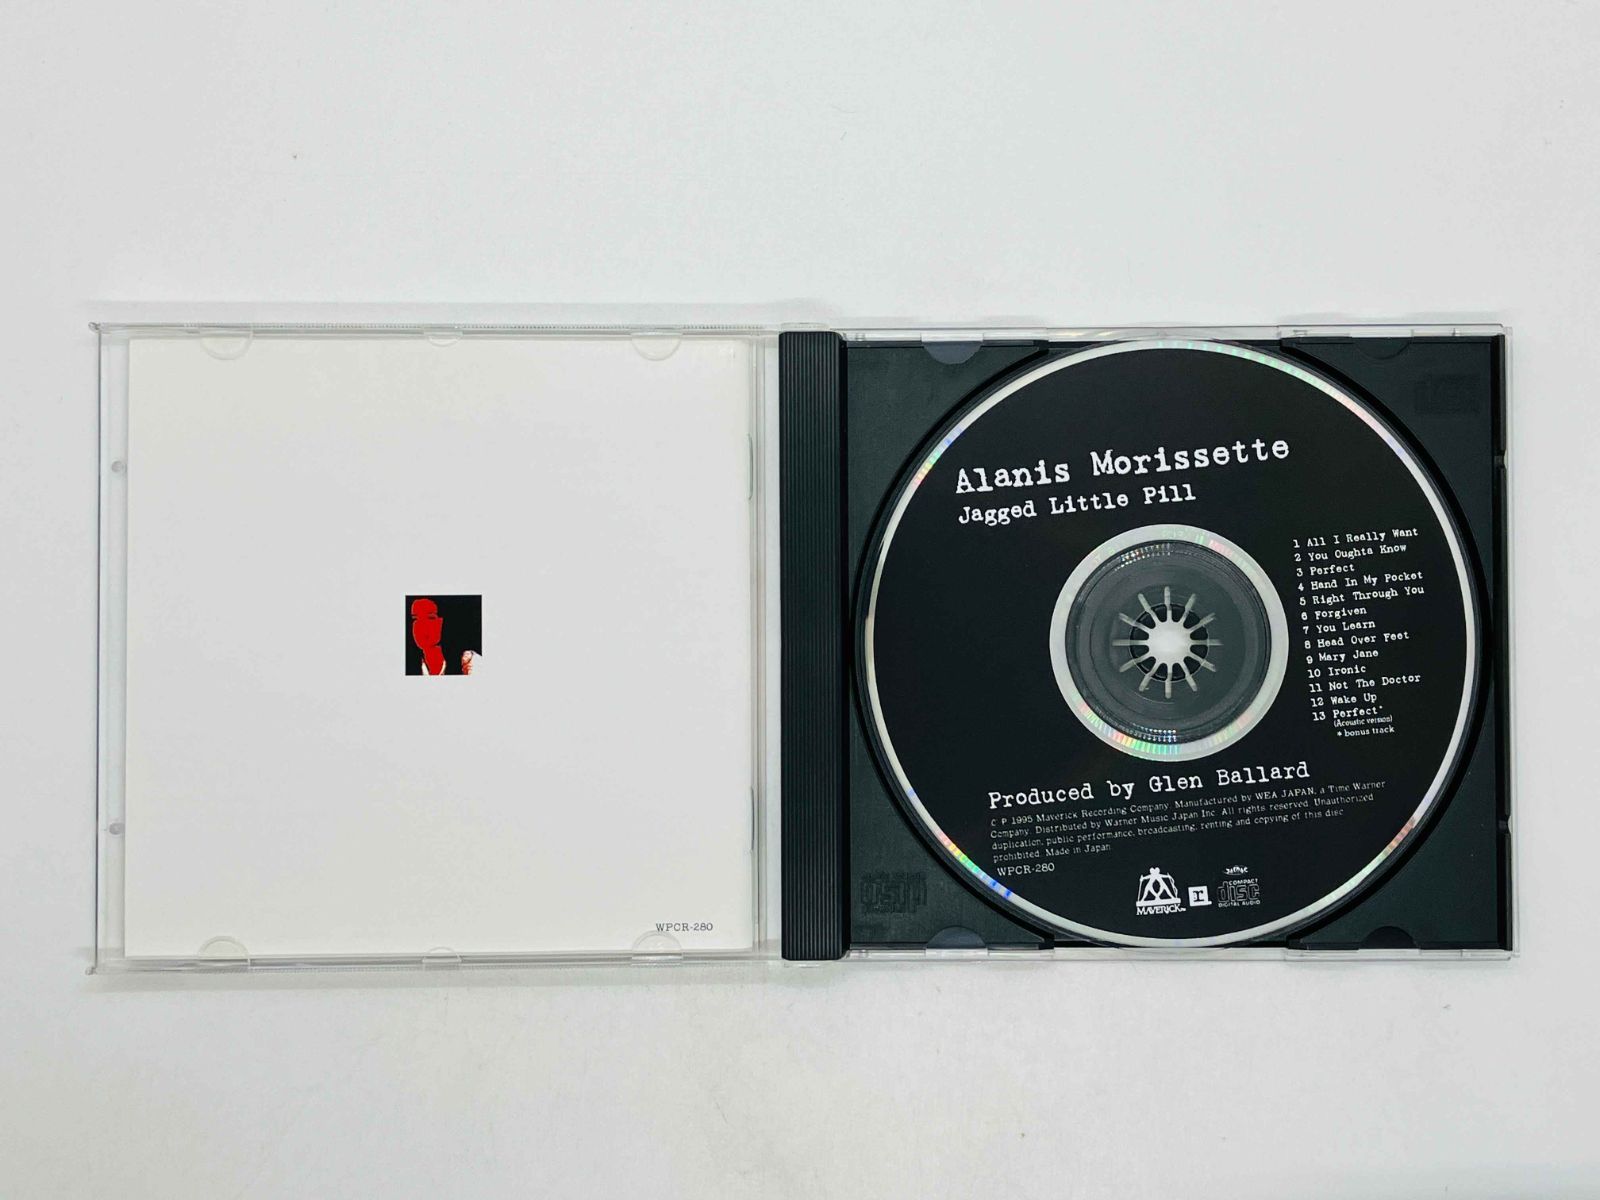 WPCR-280
Alanis Morissette
Jagged Little Pill
1 All I Really Want
2 You Oughta Know
3 Perfect
4 Hand In My Pocket
5 Right Through You
6 Forgiven
7 You Learn
8 Head Over Feet
9 Mary Jane
10 Ironic
11 Not The Doctor
12 Wake Up
13 Perfect*
(Acoustic version)
* bonus track
Produced by Glen Ballard
C P 1995 Maverick Recording Company. Manufactured by WEA JAPAN, a Time Warner
Company. Distributed by Warner Music Japan Inc. All rights reserved. Unauthorized
duplication, public performance, broadcasting, renting and copying of this disc
prohibited. Made in Japan
WPCR-280
MAVERICK
r
COMPACT
disc
DIGITAL AUDIO